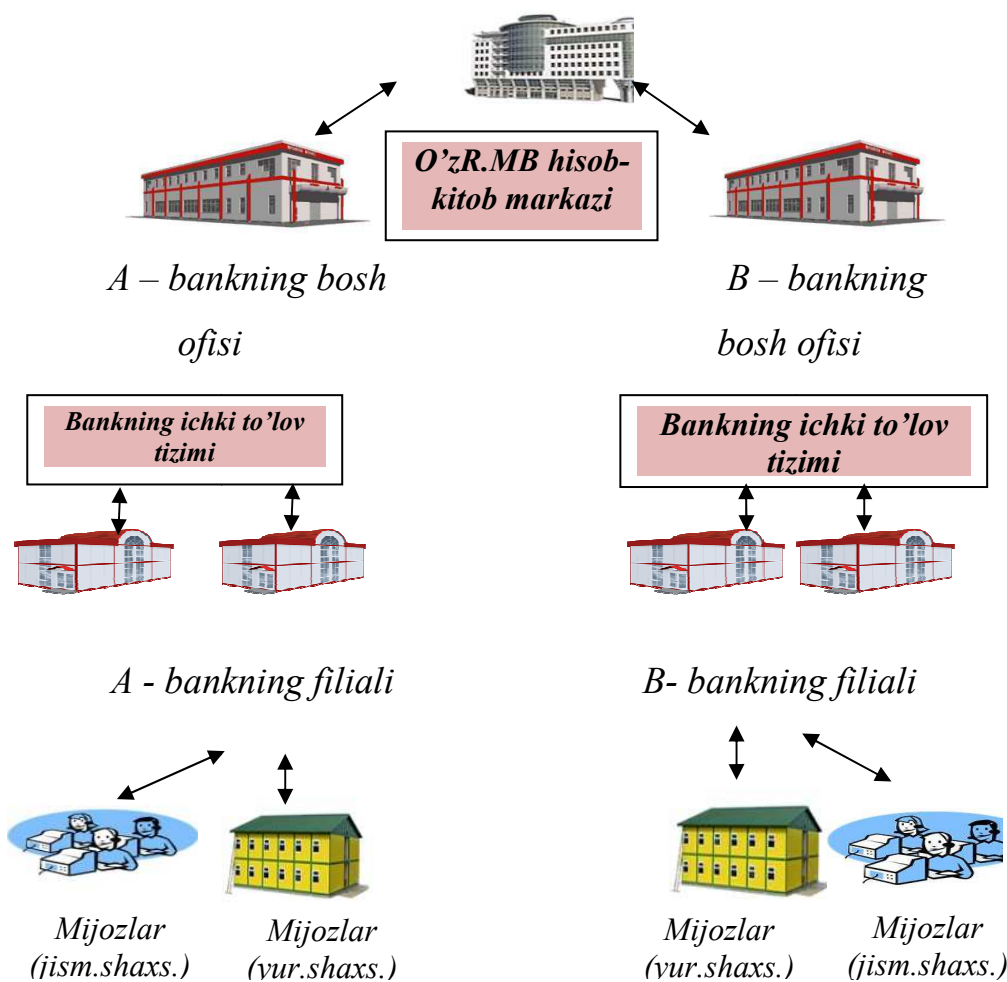 O'zR.MB hisob-
kitob markazi
A – bankning bosh
ofisi
B – bankning
bosh ofisi
Bankning ichki to'lov
tizimi
Bankning ichki to'lov
tizimi
A - bankning filiali
B- bankning filiali
Mijozlar
(jism.shaxs.)
Mijozlar
(yur.shaxs.)
Mijozlar
(yur.shaxs.)
Mijozlar
(jism.shaxs.)